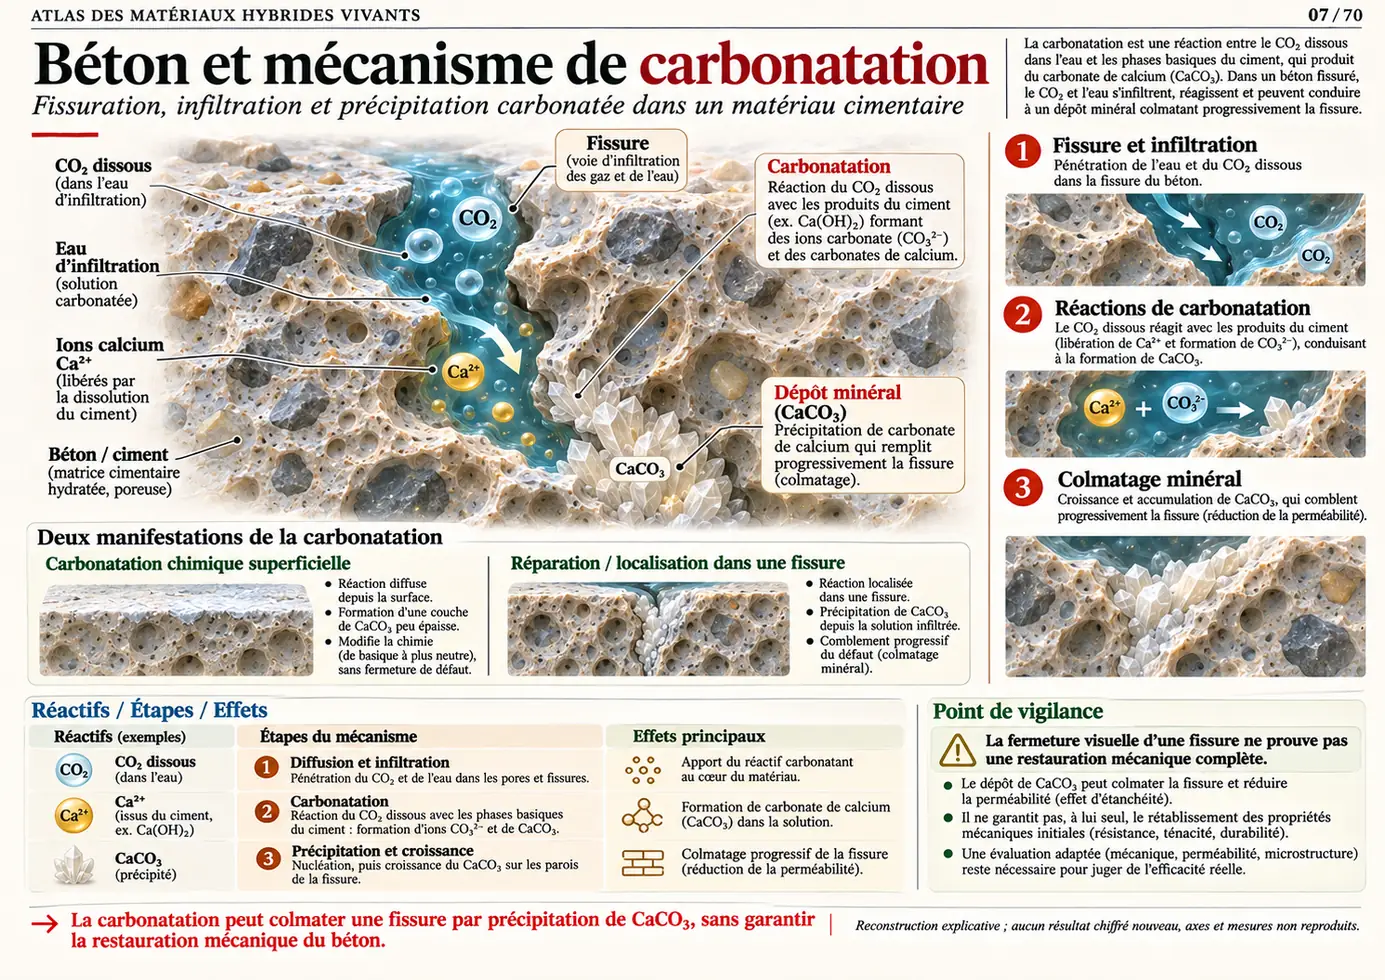 ATLAS DES MATÉRIAUX HYBRIDES VIVANTS
07 / 70
Béton et mécanisme de carbonatation
Fissuration, infiltration et précipitation carbonatée dans un matériau cimentaire
La carbonatation est une réaction entre le CO₂ dissous
dans l'eau et les phases basiques du ciment, qui produit
du carbonate de calcium (CaCO₃). Dans un béton fissuré,
le CO₂ et l'eau s'infiltrent, réagissent et peuvent conduire
à un dépôt minéral colmatant progressivement la fissure.
CO₂ dissous
(dans l'eau
d'infiltration)
Eau
d'infiltration
(solution
carbonatée)
Ions calcium
Ca²⁺
(libérés par
la dissolution
du ciment)
Béton / ciment
(matrice cimentaire
hydratée, poreuse)
Fissure
(voie d'infiltration
des gaz et de l'eau)
CO₂
Ca²⁺
CaCO₃
Carbonatation
Réaction du CO₂ dissous
avec les produits du ciment
(ex. Ca(OH)₂) formant
des ions carbonate (CO₃²⁻)
et des carbonates de calcium.
Dépôt minéral
(CaCO₃)
Précipitation de carbonate
de calcium qui remplit
progressivement la fissure
(colmatage).
1 Fissure et infiltration
Pénétration de l'eau et du CO₂ dissous
dans la fissure du béton.
CO₂
CO₂
2 Réactions de carbonatation
Le CO₂ dissous réagit avec les produits du ciment
(libération de Ca²⁺ et formation de CO₃²⁻), conduisant
à la formation de CaCO₃.
Ca²⁺ + CO₃²⁻
3 Colmatage minéral
Croissance et accumulation de CaCO₃, qui comblent
progressivement la fissure (réduction de la perméabilité).
Deux manifestations de la carbonatation
Carbonatation chimique superficielle
• Réaction diffuse
depuis la surface.
• Formation d'une couche
de CaCO₃ peu épaisse.
• Modifie la chimie
(de basique à plus neutre),
sans fermeture de défaut.
Réparation / localisation dans une fissure
• Réaction localisée
dans une fissure.
• Précipitation de CaCO₃
depuis la solution infiltrée.
• Comblement progressif
du défaut (colmatage
minéral).
Réactifs / Étapes / Effets
Réactifs (exemples)
CO₂
CO₂ dissous
(dans l'eau)
Ca²⁺
Ca²⁺
(issus du ciment,
ex. Ca(OH)₂)
CaCO₃
(précipité)
Étapes du mécanisme
1 Diffusion et infiltration
Pénétration du CO₂ et de l'eau dans les pores et fissures.
2 Carbonatation
Réaction du CO₂ dissous avec les phases basiques
du ciment : formation d'ions CO₃²⁻ et de CaCO₃.
3 Précipitation et croissance
Nucléation, puis croissance du CaCO₃ sur les parois
de la fissure.
Effets principaux
Apport du réactif carbonatant
au cœur du matériau.
Formation de carbonate de calcium
(CaCO₃) dans la solution.
Colmatage progressif de la fissure
(réduction de la perméabilité).
Point de vigilance
La fermeture visuelle d'une fissure ne prouve pas
une restauration mécanique complète.
• Le dépôt de CaCO₃ peut colmater la fissure et réduire
la perméabilité (effet d'étanchéité).
• Il ne garantit pas, à lui seul, le rétablissement des propriétés
mécaniques initiales (résistance, ténacité, durabilité).
• Une évaluation adaptée (mécanique, perméabilité, microstructure)
reste nécessaire pour juger de l'efficacité réelle.
→ La carbonatation peut colmater une fissure par précipitation de CaCO₃, sans garantir
la restauration mécanique du béton.
Reconstruction explicative ; aucun résultat chiffré nouveau, axes et mesures non reproduits.